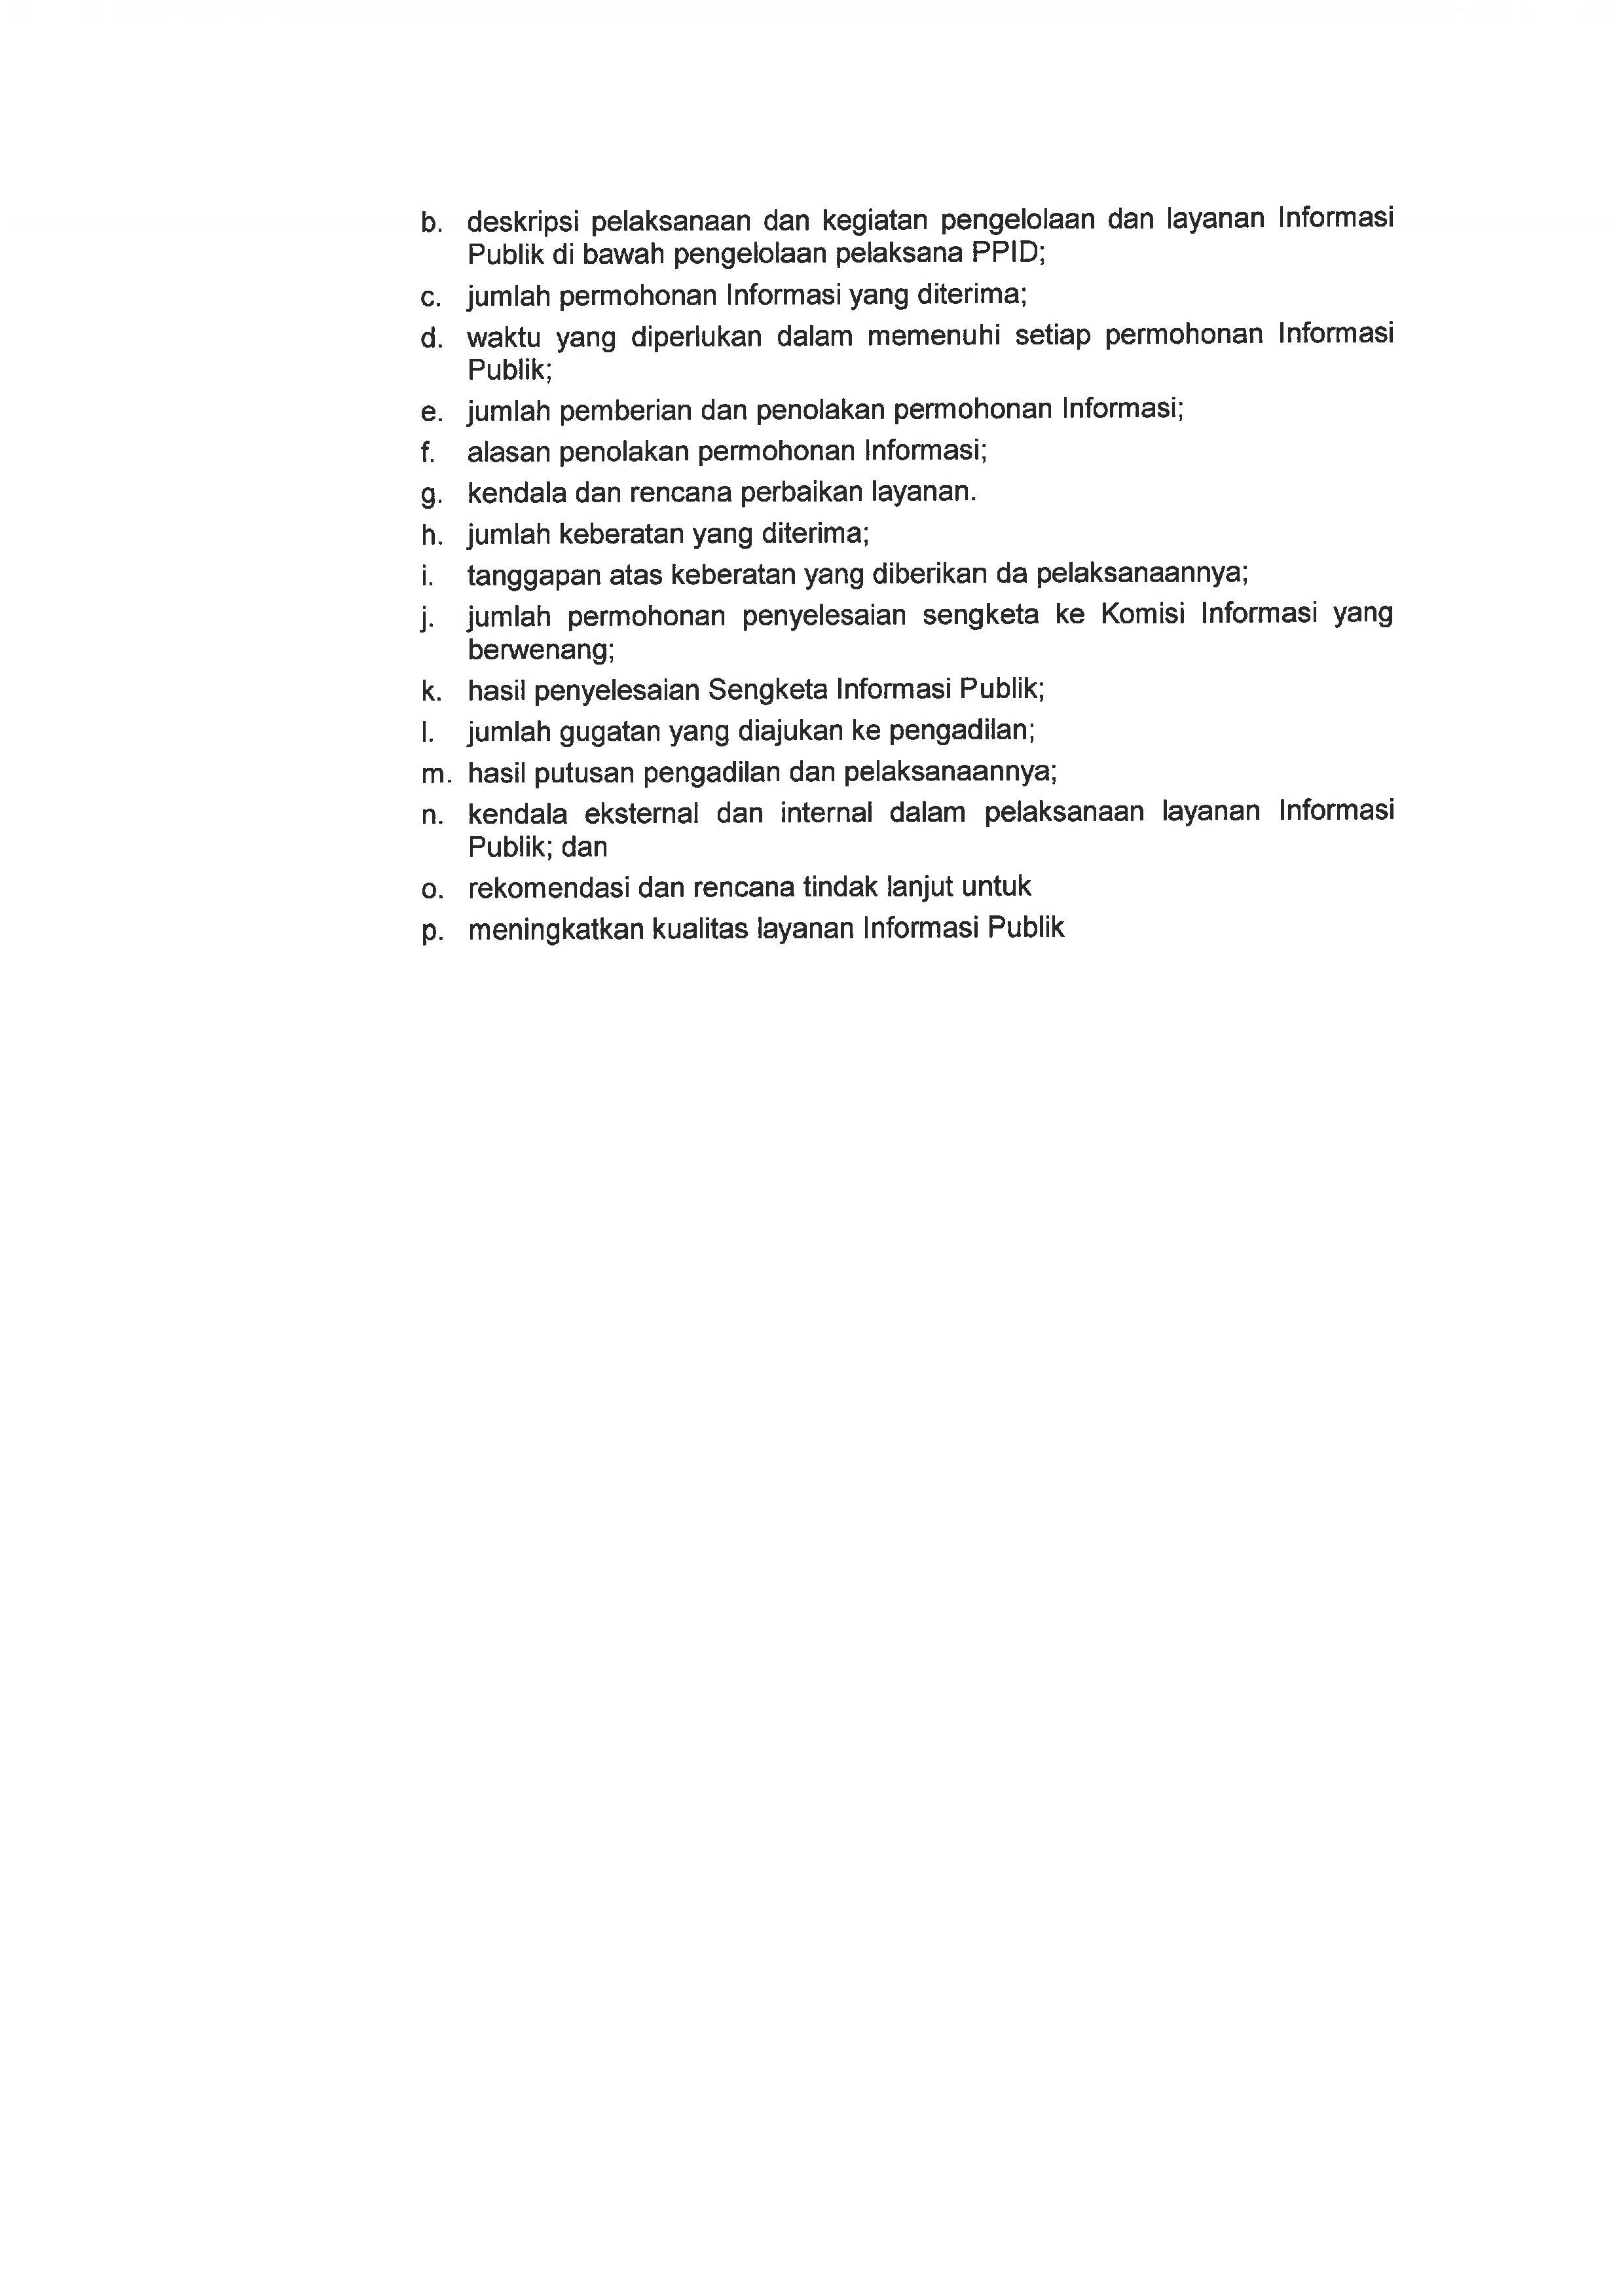 b. deskripsi pelaksanaan dan kegiatan pengelolaan dan layanan Informasi
Publik di bawah pengelolaan pelaksana PPID;
c. jumlah permohonan Informasi yang diterima;
d. waktu yang diperlukan dalam memenuhi setiap permohonan Informasi
Publik;
e. jumlah pemberian dan penolakan permohonan Informasi;
f. alasan penolakan permohonan Informasi;
g. kendala dan rencana perbaikan layanan.
h. jumlah keberatan yang diterima;
i. tanggapan atas keberatan yang diberikan da pelaksanaannya;
j. jumlah permohonan penyelesaian sengketa ke Komisi Informasi yang
berwenang;
k. hasil penyelesaian Sengketa Informasi Publik;
l. jumlah gugatan yang diajukan ke pengadilan;
m. hasil putusan pengadilan dan pelaksanaannya;
n. kendala eksternal dan internal dalam pelaksanaan layanan Informasi
Publik; dan
o. rekomendasi dan rencana tindak lanjut untuk
p. meningkatkan kualitas layanan Informasi Publik